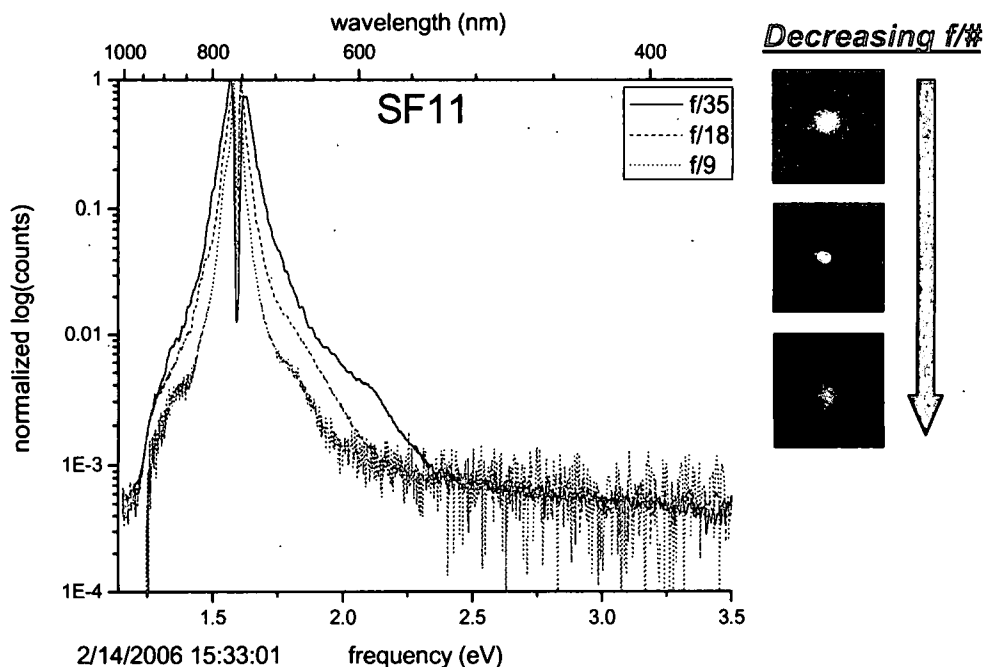 wavelength (nm)
1000 800 600 400
Decreasing f/#
SF11
f/35
f/18
f/9
normalized log(counts)
1
0.1
0.01
1E-3
1E-4
1.5 2.0 2.5 3.0 3.5
2/14/2006 15:33:01 frequency (eV)